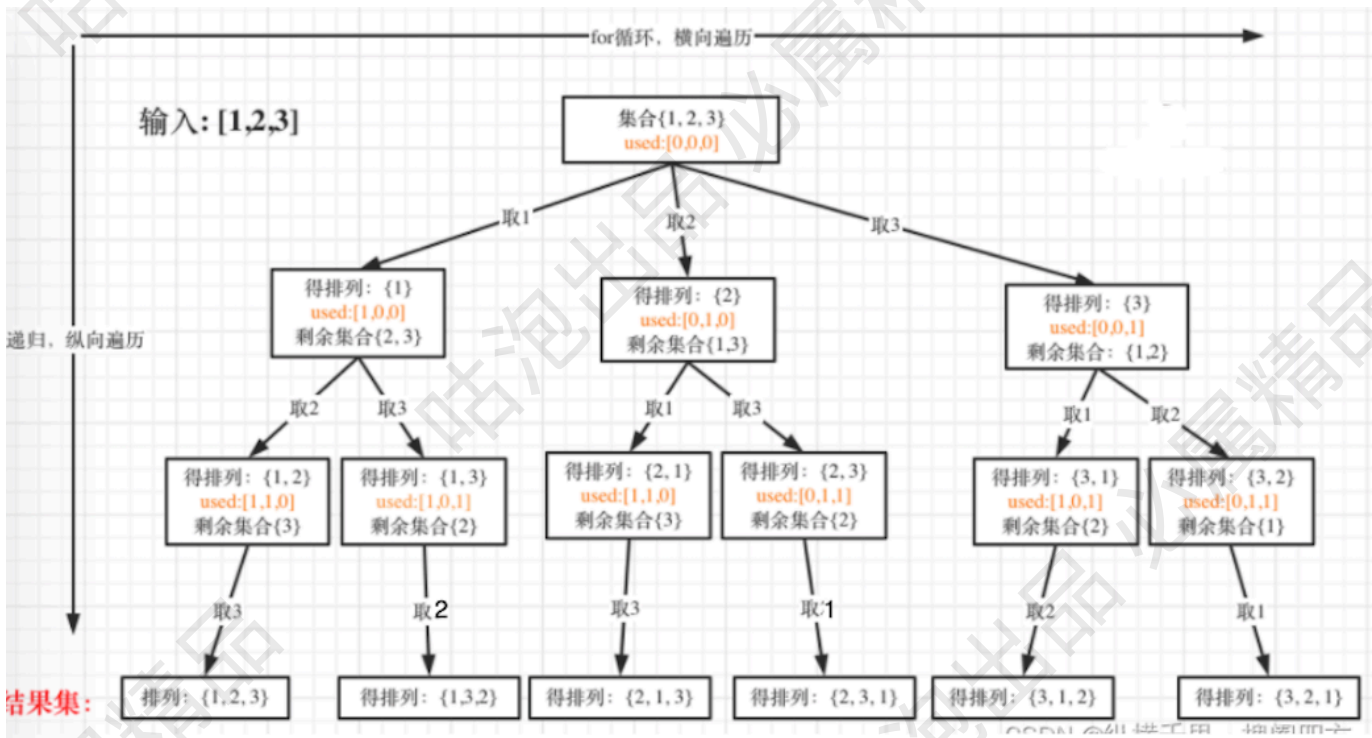 for循环，横向遍历
输入: [1,2,3]
集合{1, 2, 3}
used:[0,0,0]
取1
取2
取3
得排列：{1}
used:[1,0,0]
剩余集合{2, 3}
得排列：{2}
used:[0,1,0]
剩余集合{1,3}
得排列：{3}
used:[0,0,1]
剩余集合：{1,2}
递归，纵向遍历
取2
取3
取1
取3
取1
取2
得排列：{1, 2}
used:[1,1,0]
剩余集合{3}
得排列：{1, 3}
used:[1,0,1]
剩余集合{2}
得排列：{2, 1}
used:[1,1,0]
剩余集合{3}
得排列：{2, 3}
used:[0,1,1]
剩余集合{2}
得排列：{3, 1}
used:[1,0,1]
剩余集合{2}
得排列：{3, 2}
used:[0,1,1]
剩余集合{1}
取3
取2
取3
取1
取2
取1
结果集：
排列：{1, 2, 3}
得排列：{1,3,2}
得排列：{2, 1, 3}
得排列：{2, 3, 1}
得排列：{3, 1, 2}
得排列：{3, 2, 1}
咕泡出品 必属精品